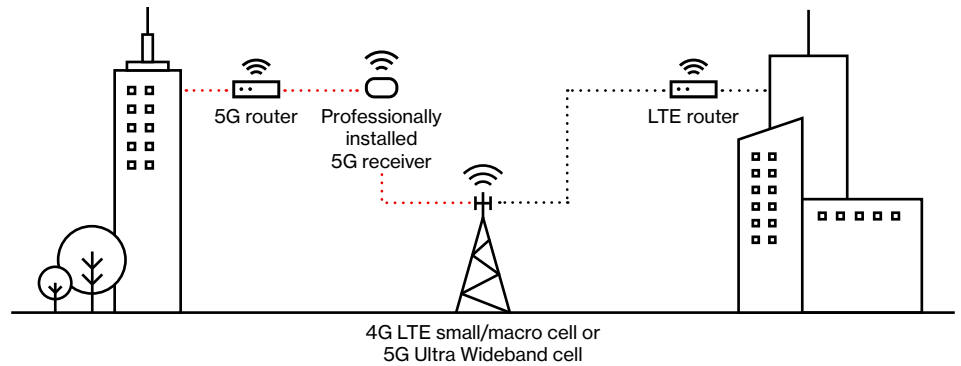 5G router
Professionally
installed
5G receiver
LTE router
4G LTE small/macro cell or
5G Ultra Wideband cell